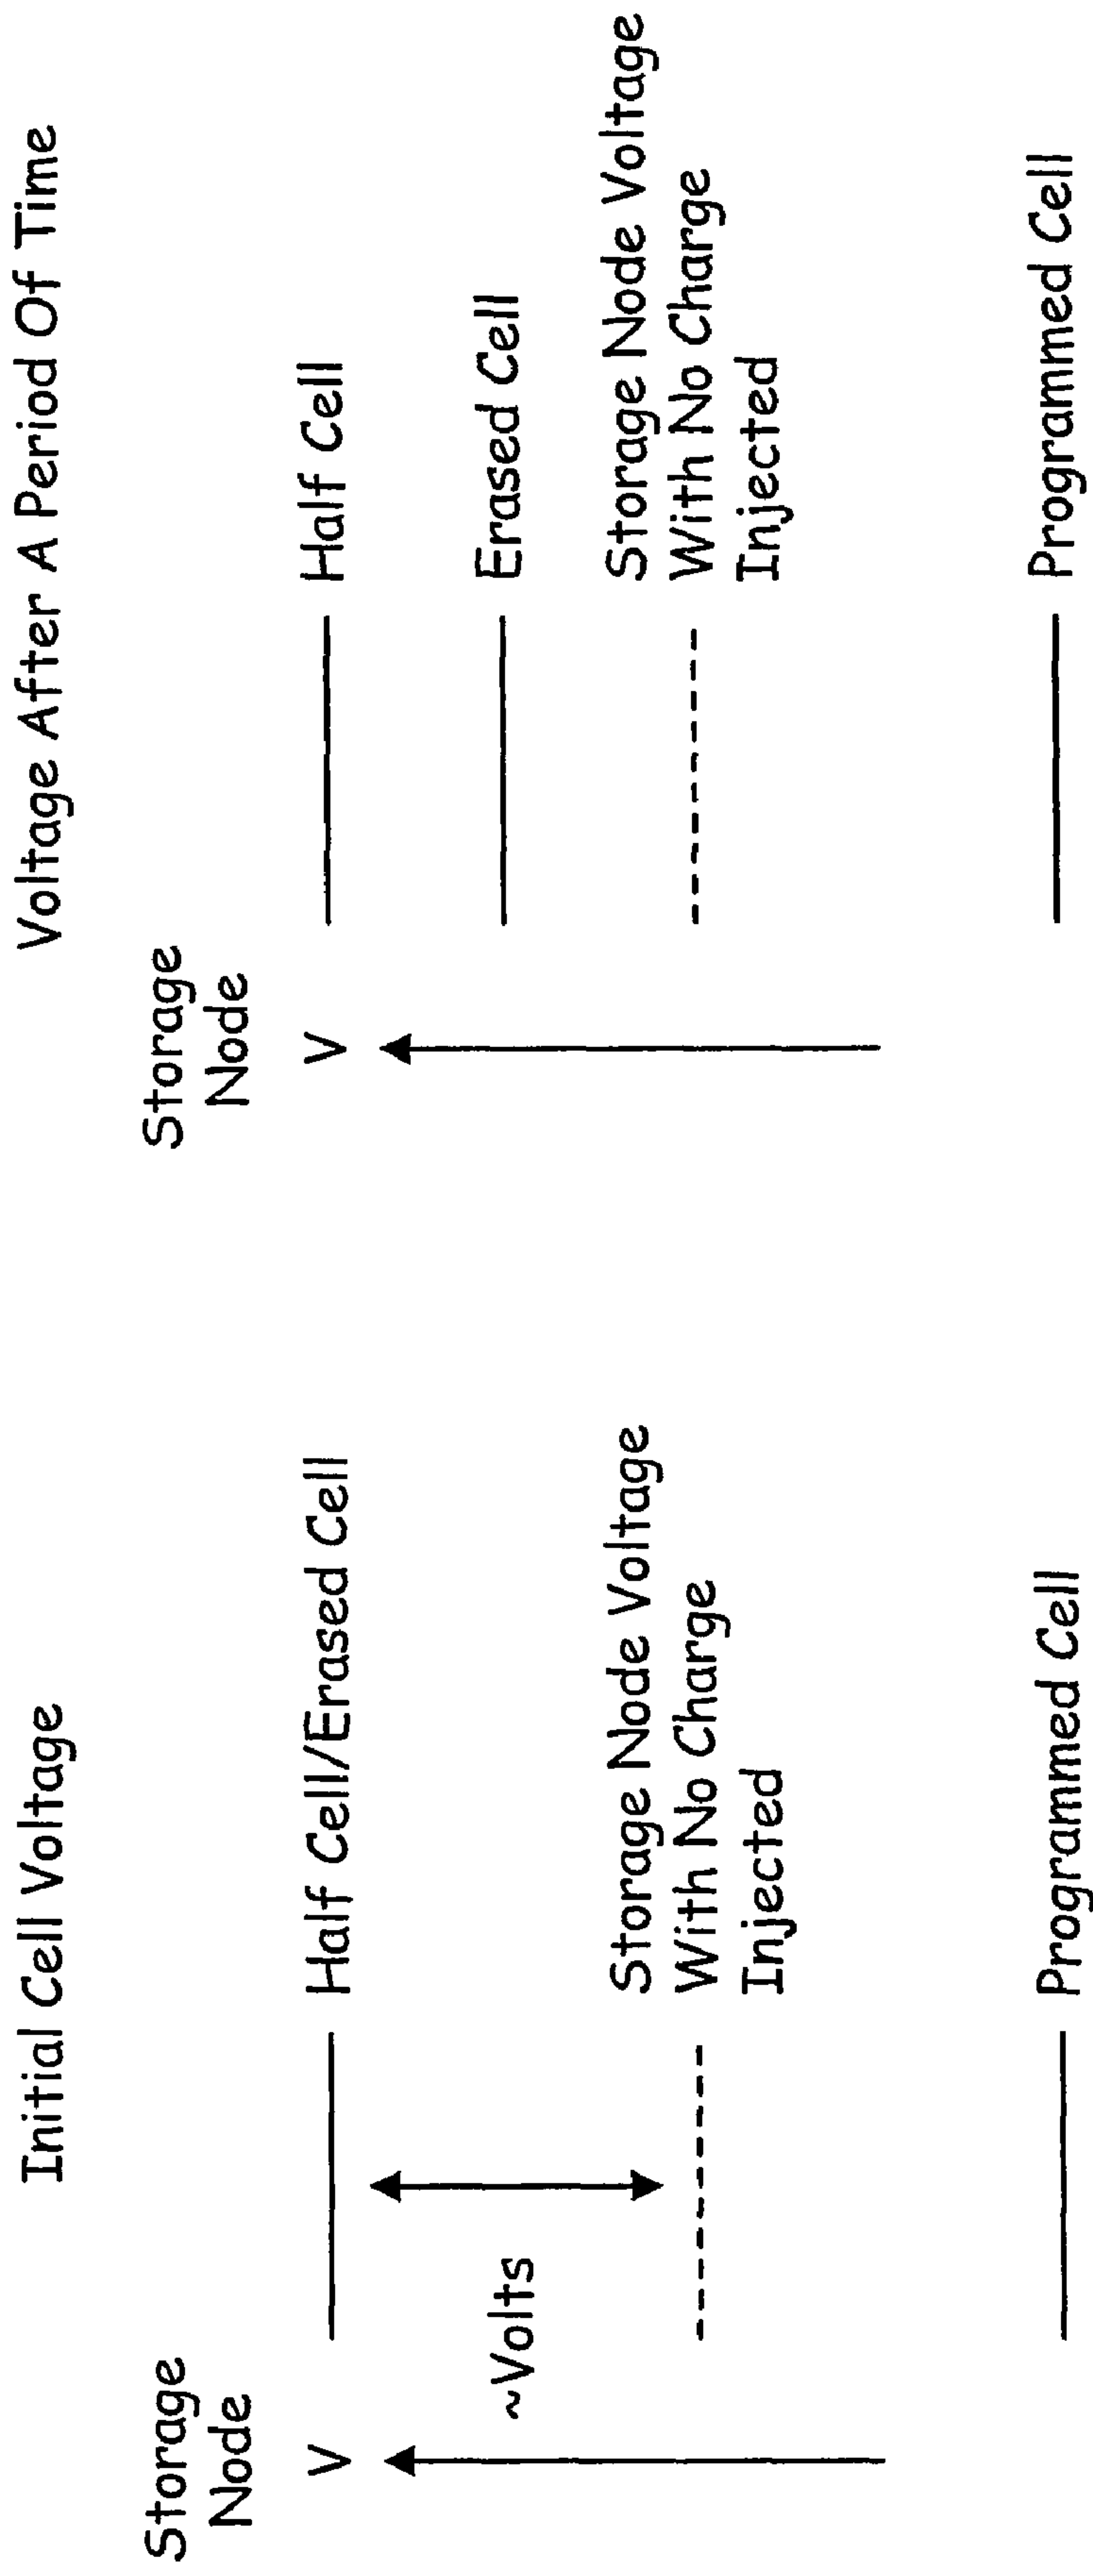 Initial Cell Voltage
Storage
Node
V
~Volts
Half Cell/Erased Cell
Storage Node Voltage
With No Charge
Injected
Programmed Cell
Voltage After A Period Of Time
Storage
Node
V
Half Cell
Erased Cell
Storage Node Voltage
With No Charge
Injected
Programmed Cell